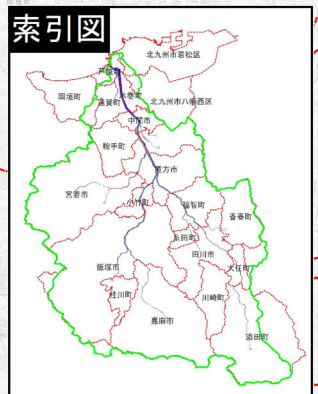 索引図
北九州市若松区
芦屋町
岡垣町
水巻町
遠賀町
北九州市八幡西区
中間市
鞍手町
直方市
宮若市
小竹町
福智町
香春町
糸田町
田川市
飯塚市
大任町
桂川町
川崎町
嘉麻市
添田町